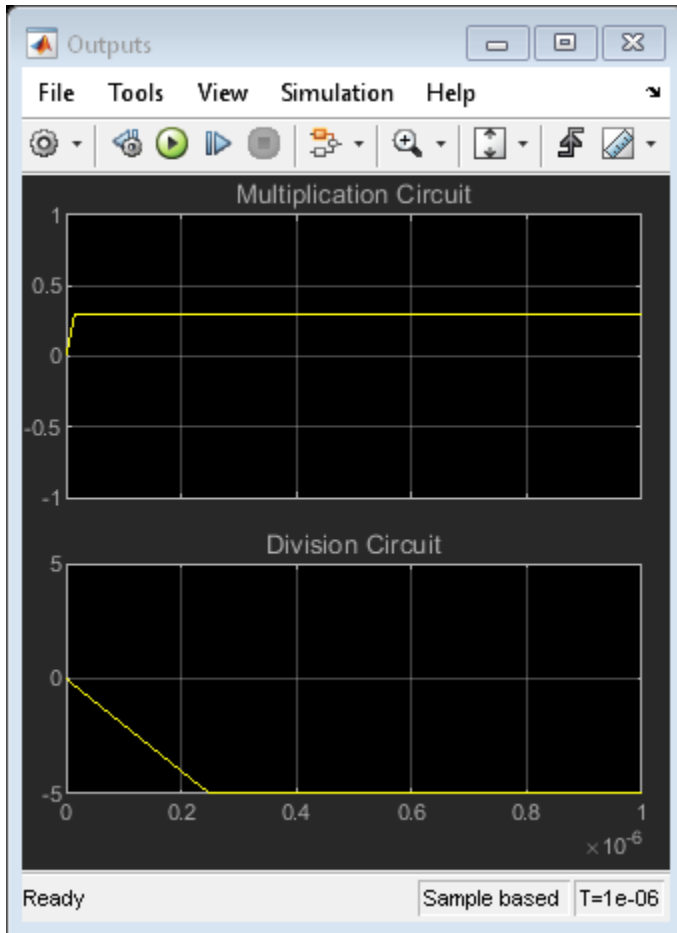 Outputs
File Tools View Simulation Help
Multiplication Circuit
1
0.5
0
-0.5
-1
Division Circuit
5
0
-5
0 0.2 0.4 0.6 0.8 1
×10-6
Ready Sample based T=1e-06